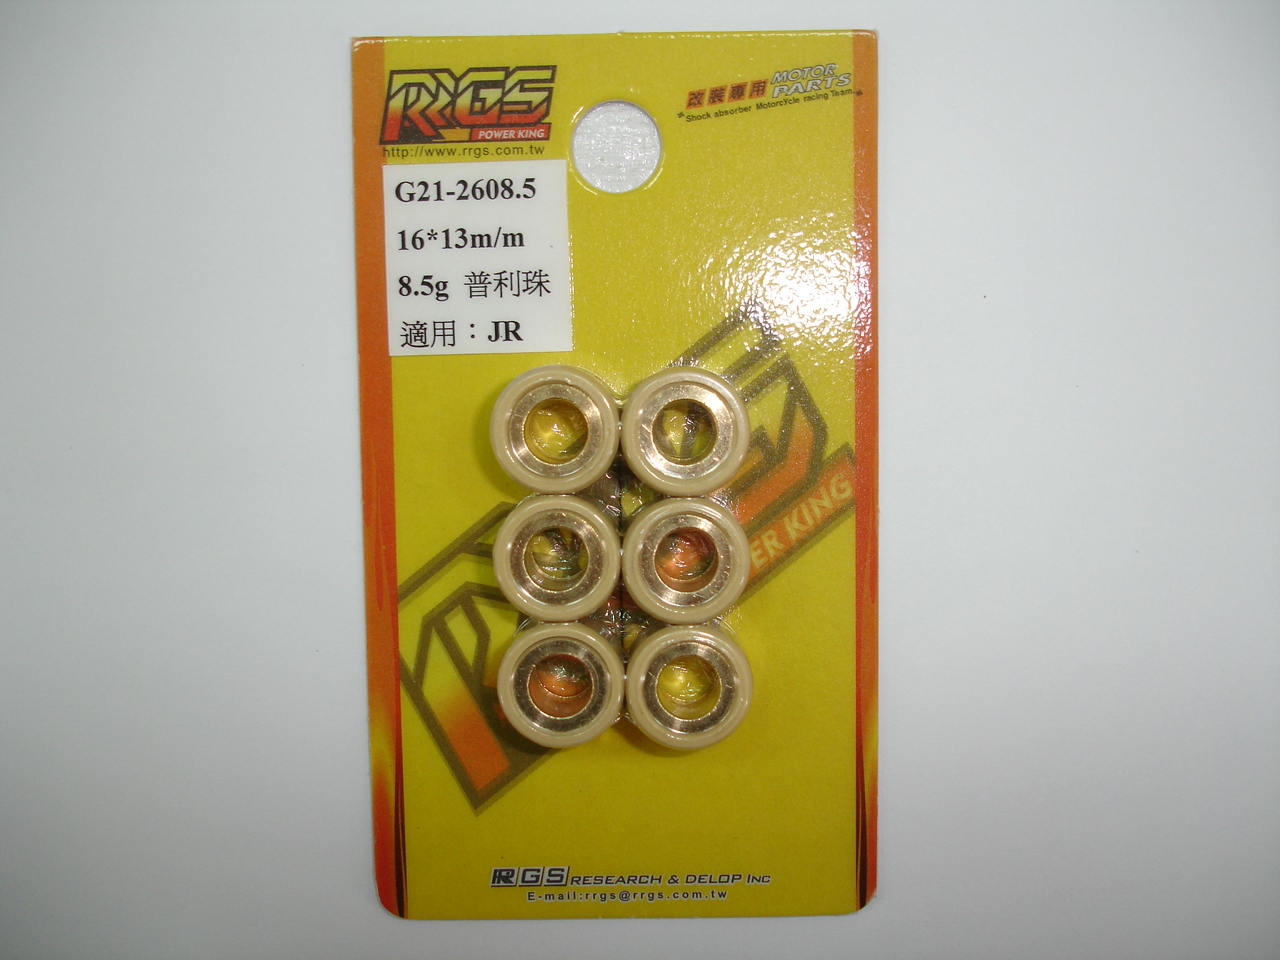 RRGS
POWER KING
http://www.rrgs.com.tw
改裝專用 MOTOR PARTS
Shock absorber Motorcycle racing Team
G21-2608.5
16*13m/m
8.5g 普利珠
適用：JR
ER KING
RRGS RESEARCH & DELOP INC
E-mail:rrgs@rrgs.com.tw